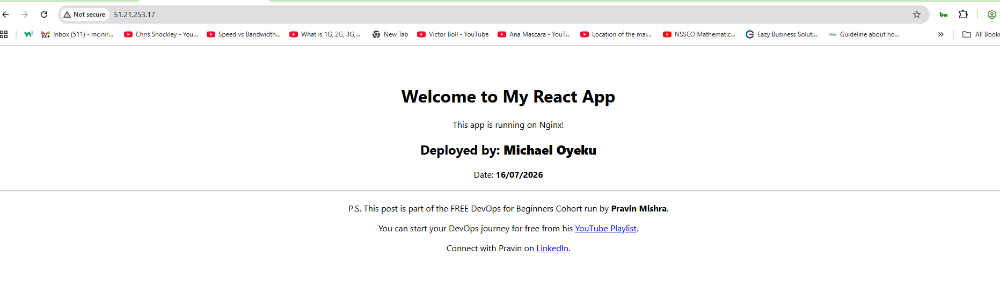 Not secure 51.21.253.17
100+ Inbox (511) - mc.nir... Chris Shockley - You... Speed vs Bandwidth... What is 1G, 2G, 3G,... New Tab Victor Boll - YouTube Ana Mascara - YouT... Location of the mai... NSSCO Mathematic... Eazy Business Soluti... Guideline about ho... » All Bookr
Welcome to My React App
This app is running on Nginx!
Deployed by: Michael Oyeku
Date: 16/07/2026
P.S. This post is part of the FREE DevOps for Beginners Cohort run by Pravin Mishra.
You can start your DevOps journey for free from his YouTube Playlist.
Connect with Pravin on LinkedIn.